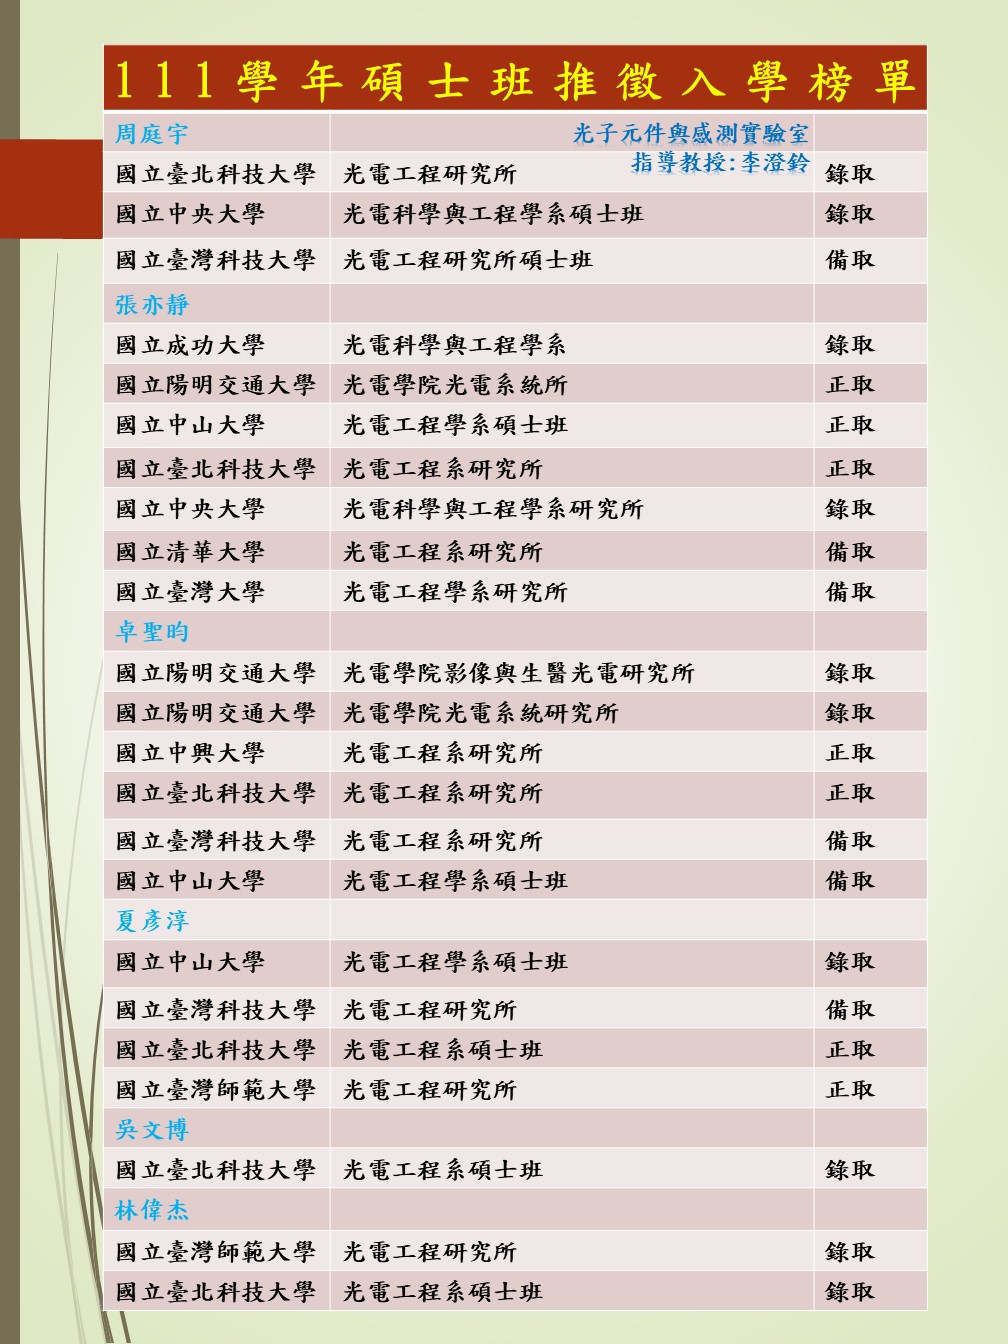 111學年碩士班推徵入學榜單
周庭宇
光子元件與感測實驗室
指導教授:李澄鈴
國立臺北科技大學 光電工程研究所 錄取
國立中央大學 光電科學與工程學系碩士班 錄取
國立臺灣科技大學 光電工程研究所碩士班 備取
張亦靜
國立成功大學 光電科學與工程學系 錄取
國立陽明交通大學 光電學院光電系統所 正取
國立中山大學 光電工程學系碩士班 正取
國立臺北科技大學 光電工程系研究所 正取
國立中央大學 光電科學與工程學系研究所 錄取
國立清華大學 光電工程系研究所 備取
國立臺灣大學 光電工程學系研究所 備取
卓聖昀
國立陽明交通大學 光電學院影像與生醫光電研究所 錄取
國立陽明交通大學 光電學院光電系統研究所 錄取
國立中興大學 光電工程系研究所 正取
國立臺北科技大學 光電工程系研究所 正取
國立臺灣科技大學 光電工程系研究所 備取
國立中山大學 光電工程學系碩士班 備取
夏彥淳
國立中山大學 光電工程學系碩士班 錄取
國立臺灣科技大學 光電工程研究所 備取
國立臺北科技大學 光電工程系碩士班 正取
國立臺灣師範大學 光電工程研究所 正取
吳文博
國立臺北科技大學 光電工程系碩士班 錄取
林偉杰
國立臺灣師範大學 光電工程研究所 錄取
國立臺北科技大學 光電工程系碩士班 錄取